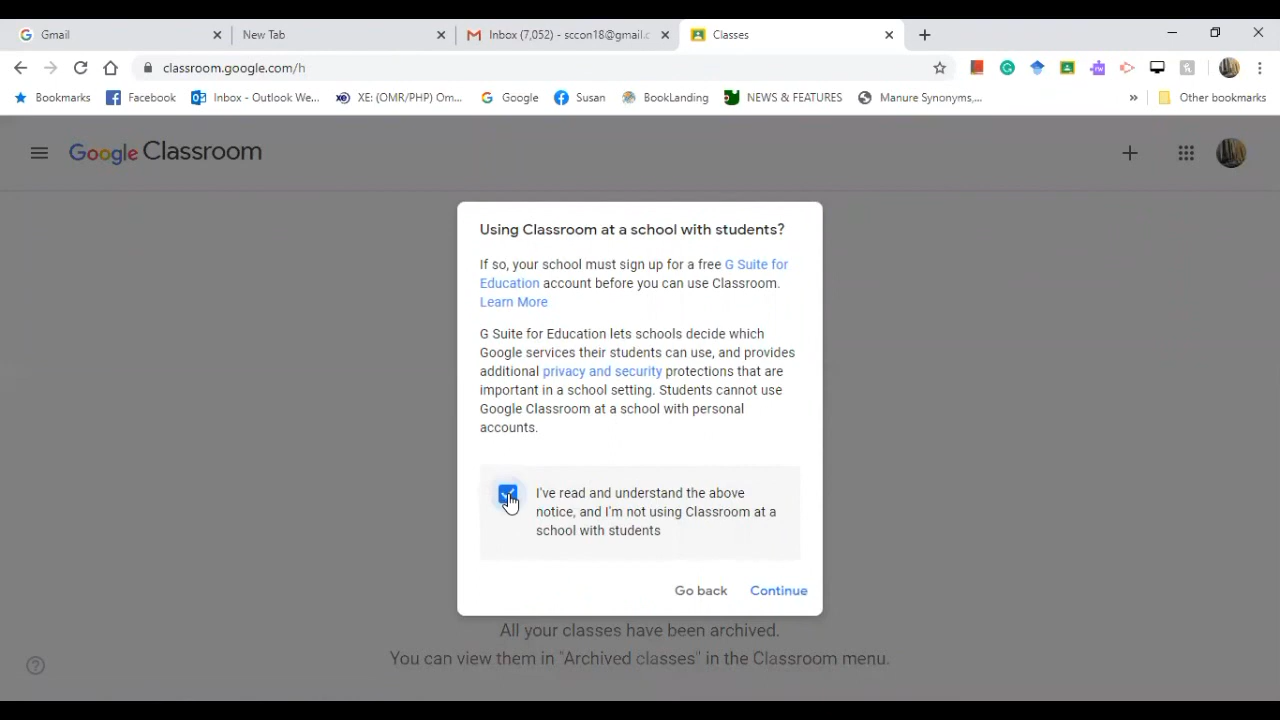 Gmail
New Tab
Inbox (7,052) - sccon18@gmail.c
Classes
classroom.google.com/h
Bookmarks
Facebook
Inbox - Outlook We...
XE: (OMR/PHP) Om...
Google
Susan
BookLanding
NEWS & FEATURES
Manure Synonyms,...
»
Other bookmarks
Google Classroom
Using Classroom at a school with students?
If so, your school must sign up for a free G Suite for
Education account before you can use Classroom.
Learn More
G Suite for Education lets schools decide which
Google services their students can use, and provides
additional privacy and security protections that are
important in a school setting. Students cannot use
Google Classroom at a school with personal
accounts.
I've read and understand the above
notice, and I'm not using Classroom at a
school with students
Go back
Continue
All your classes have been archived.
You can view them in "Archived classes" in the Classroom menu.